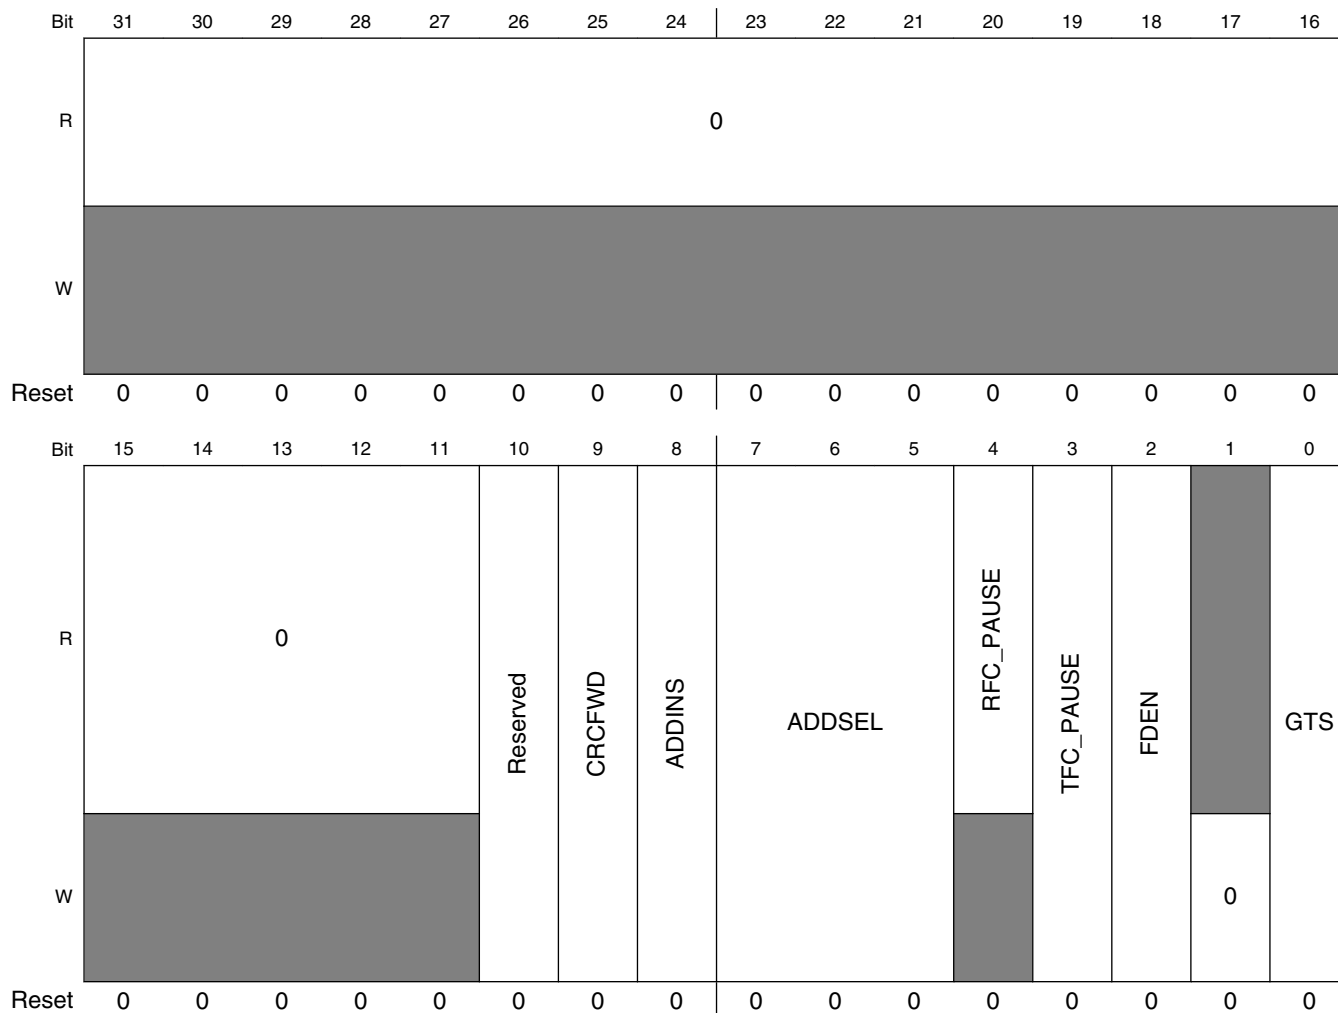 Bit 31 30 29 28 27 26 25 24 23 22 21 20 19 18 17 16
R 0
W
Reset 0 0 0 0 0 0 0 0 0 0 0 0 0 0 0 0
Bit 15 14 13 12 11 10 9 8 7 6 5 4 3 2 1 0
R 0 Reserved CRCFWD ADDINS ADDSEL RFC_PAUSE TFC_PAUSE FDEN GTS
W 0
Reset 0 0 0 0 0 0 0 0 0 0 0 0 0 0 0 0